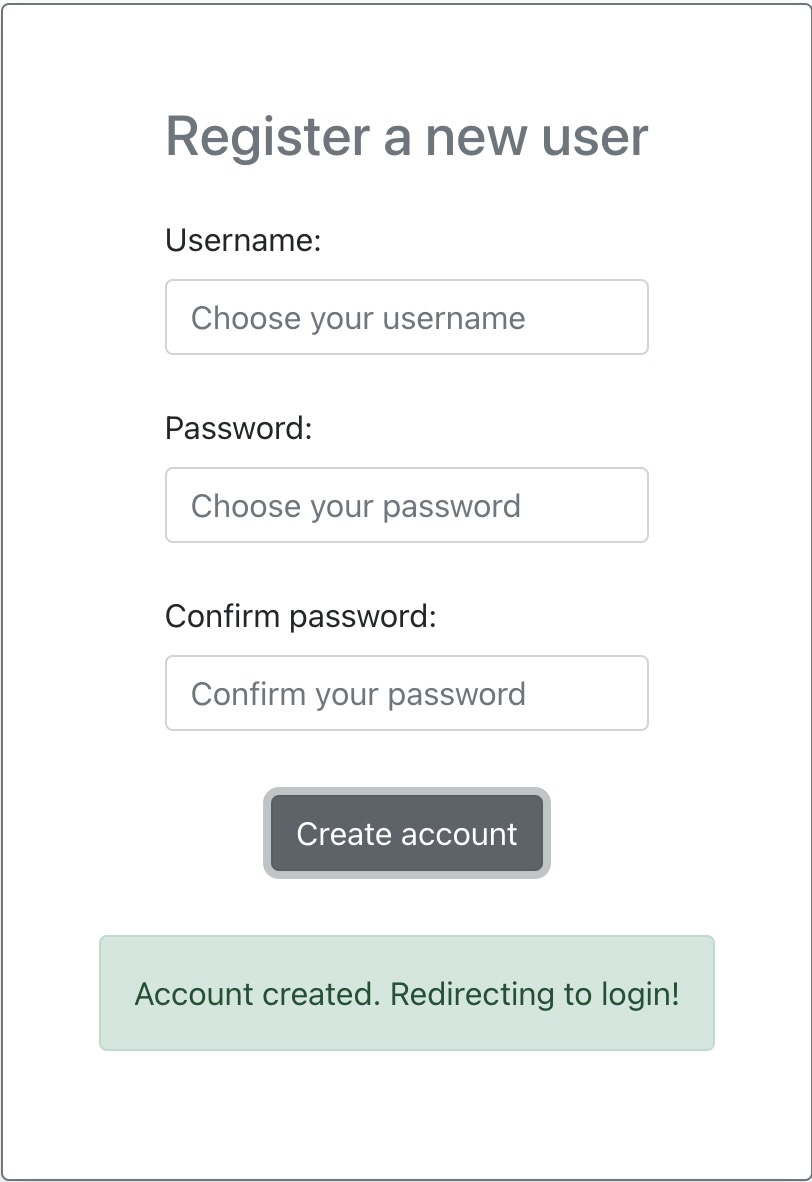 Register a new user
Username:
Choose your username
Password:
Choose your password
Confirm password:
Confirm your password
Create account
Account created. Redirecting to login!